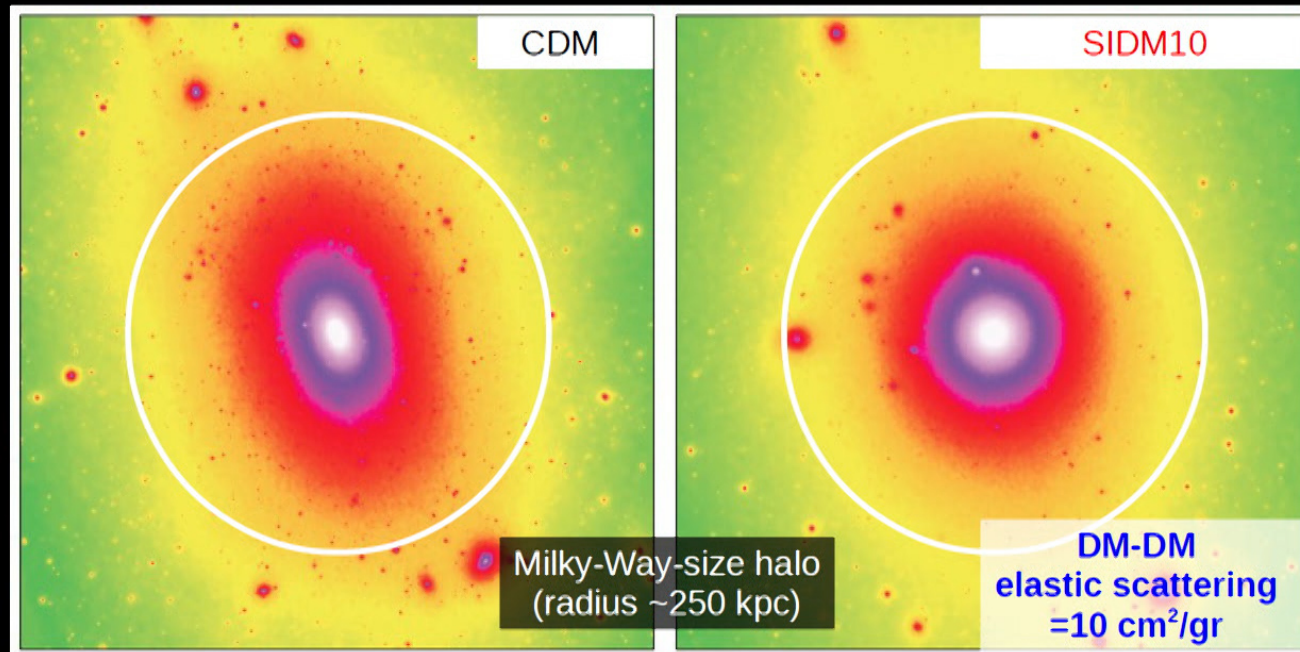 CDM
SIDM10
Milky-Way-size halo
(radius ~250 kpc)
DM-DM
elastic scattering
=10 cm²/gr